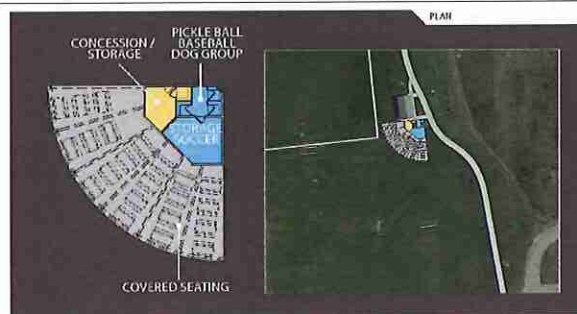 PLAN
CONCESSION /
STORAGE
PICKLE BALL
BASEBALL
DOG GROUP
STORAGE
SOCCER
COVERED SEATING